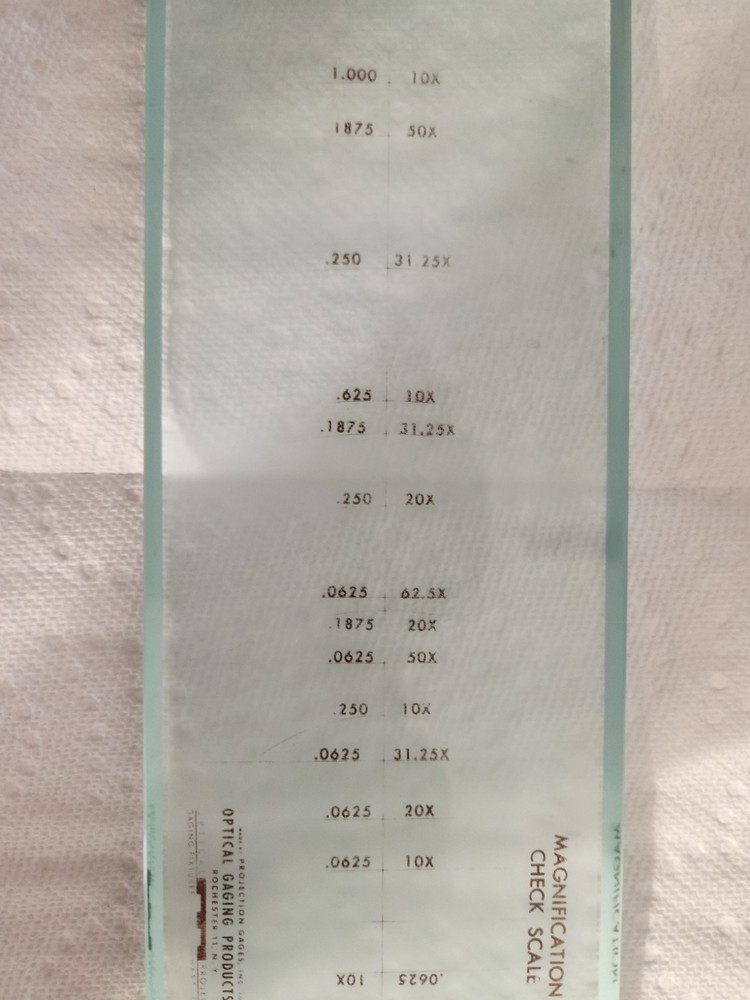 1.000 10X
1875 50X
.250 31.25X
.625 10X
.1875 31.25X
.250 20X
.0625 62.5X
.1875 20X
.0625 50X
.250 10X
.0625 31.25X
.0625 20X
.0625 10X
.0625 10X
MAGNIFICATION
CHECK SCALE
PROJECTION GAGES, INC
OPTICAL GAGING PRODUCTS
ROCHESTER 11, N.Y.